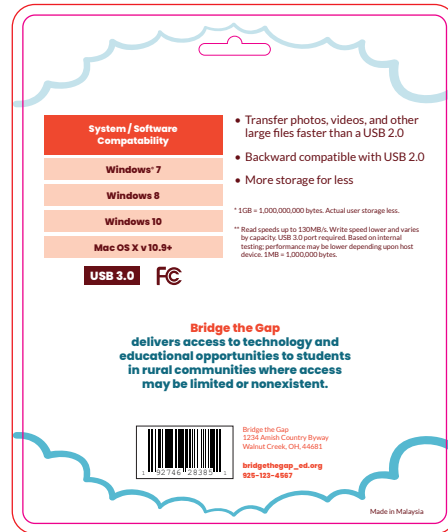 System / Software
Compatability
Windows* 7
Windows 8
Windows 10
Mac OS X v 10.9+
USB 3.0
FC
• Transfer photos, videos, and other
large files faster than a USB 2.0
• Backward compatible with USB 2.0
• More storage for less
* 1GB = 1,000,000,000 bytes. Actual user storage less.
** Read speeds up to 130MB/s. Write speed lower and varies
by capacity. USB 3.0 port required. Based on internal
testing; performance may be lower depending upon host
device. 1MB = 1,000,000 bytes.
Bridge the Gap
delivers access to technology and
educational opportunities to students
in rural communities where access
may be limited or nonexistent.
1 92746 28385 1
Bridge the Gap
1234 Amish Country Byway
Walnut Creek, OH, 44681
bridgethegap_ed.org
925-123-4567
Made in Malaysia